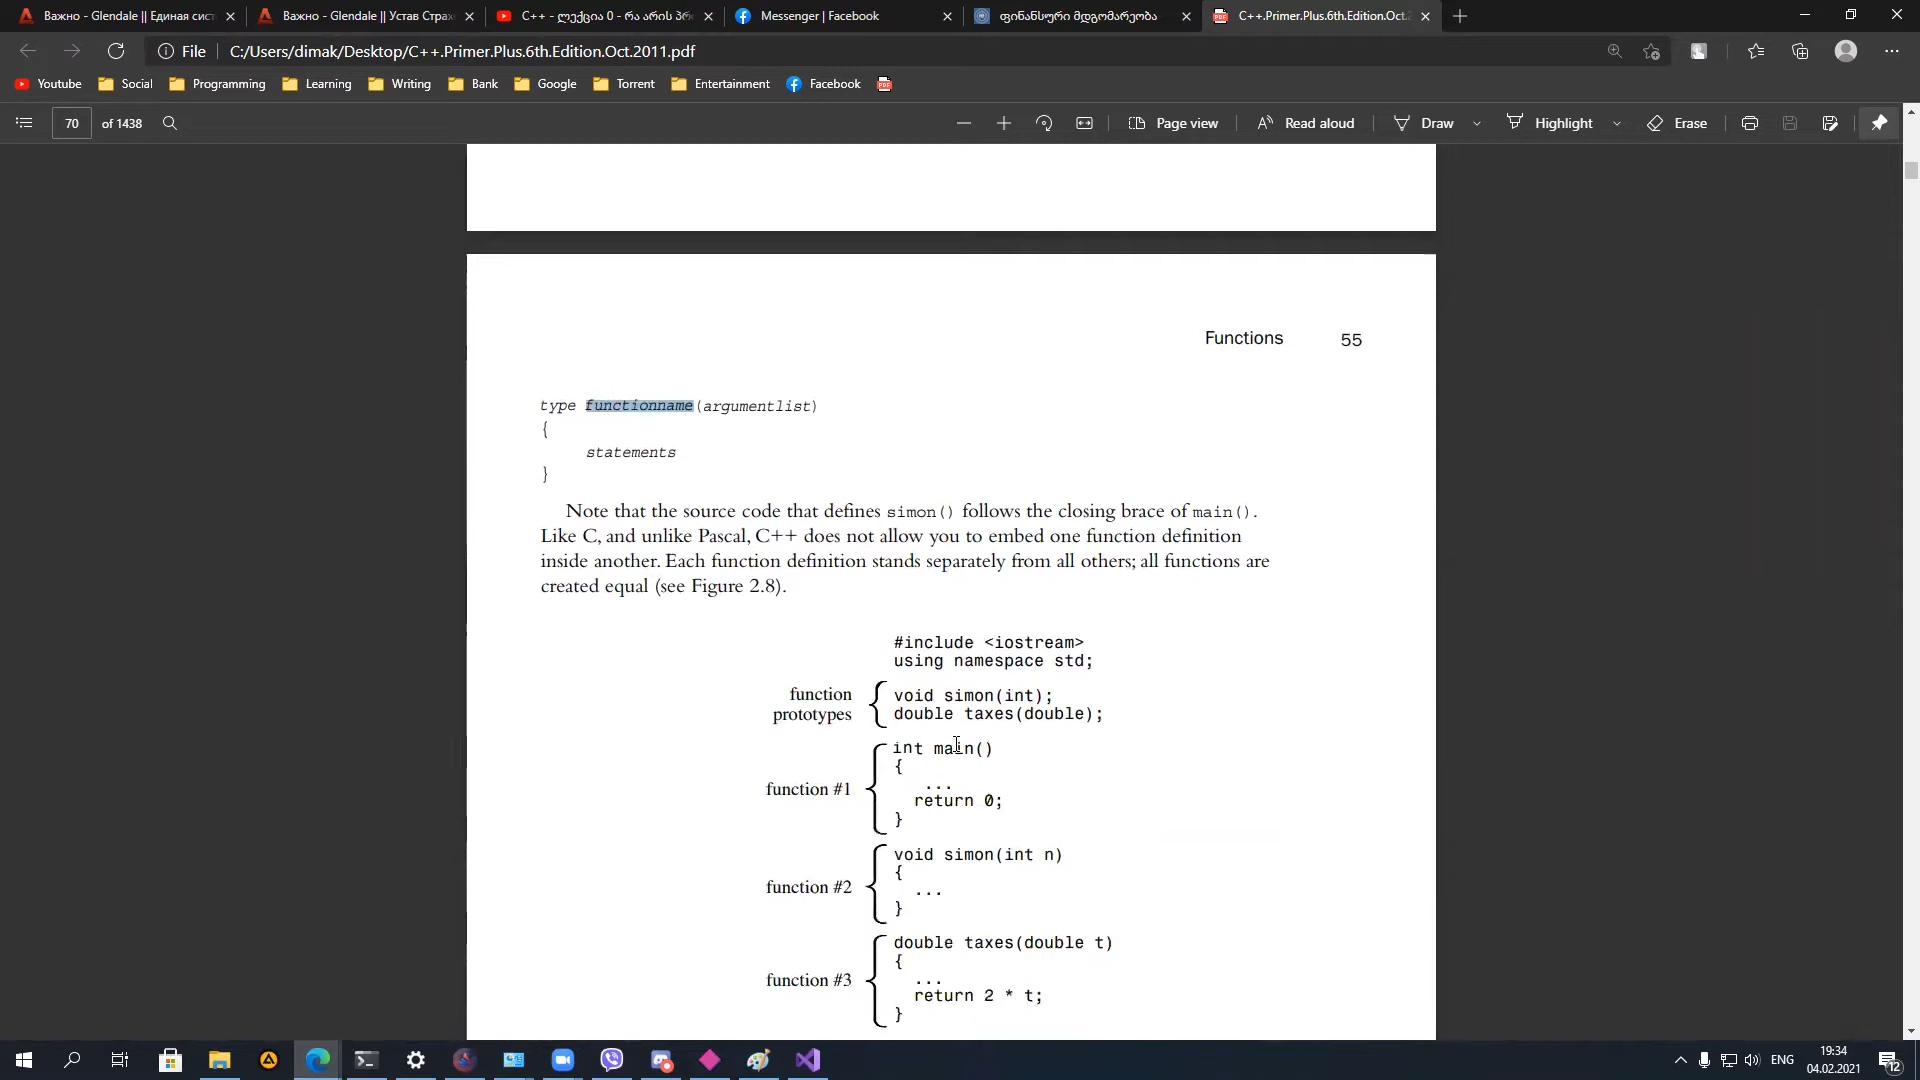 Важно - Glendale || Единая сист
Важно - Glendale || Устав Страх
C++ - ლექცია 0 - რა არის პრ
Messenger | Facebook
ფინანსური მდგომარეობა
C++.Primer.Plus.6th.Edition.Oct.2
File
C:/Users/dimak/Desktop/C++.Primer.Plus.6th.Edition.Oct.2011.pdf
Youtube
Social
Programming
Learning
Writing
Bank
Google
Torrent
Entertainment
Facebook
70 of 1438
Page view
Read aloud
Draw
Highlight
Erase
Functions 55
type functionname(argumentlist)
{
statements
}
Note that the source code that defines simon() follows the closing brace of main().
Like C, and unlike Pascal, C++ does not allow you to embed one function definition
inside another. Each function definition stands separately from all others; all functions are
created equal (see Figure 2.8).
#include <iostream>
using namespace std;
function
prototypes
void simon(int);
double taxes(double);
function #1
int main()
{
...
return 0;
}
function #2
void simon(int n)
{
...
}
function #3
double taxes(double t)
{
...
return 2 * t;
}
ENG
19:34
04.02.2021
12